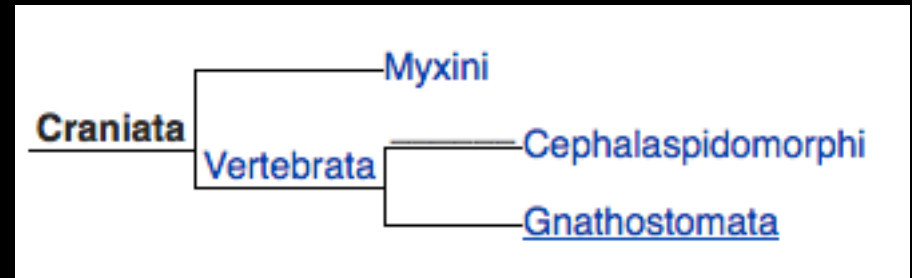 Myxini
Craniata
Vertebrata
Cephalaspidomorphi
Gnathostomata